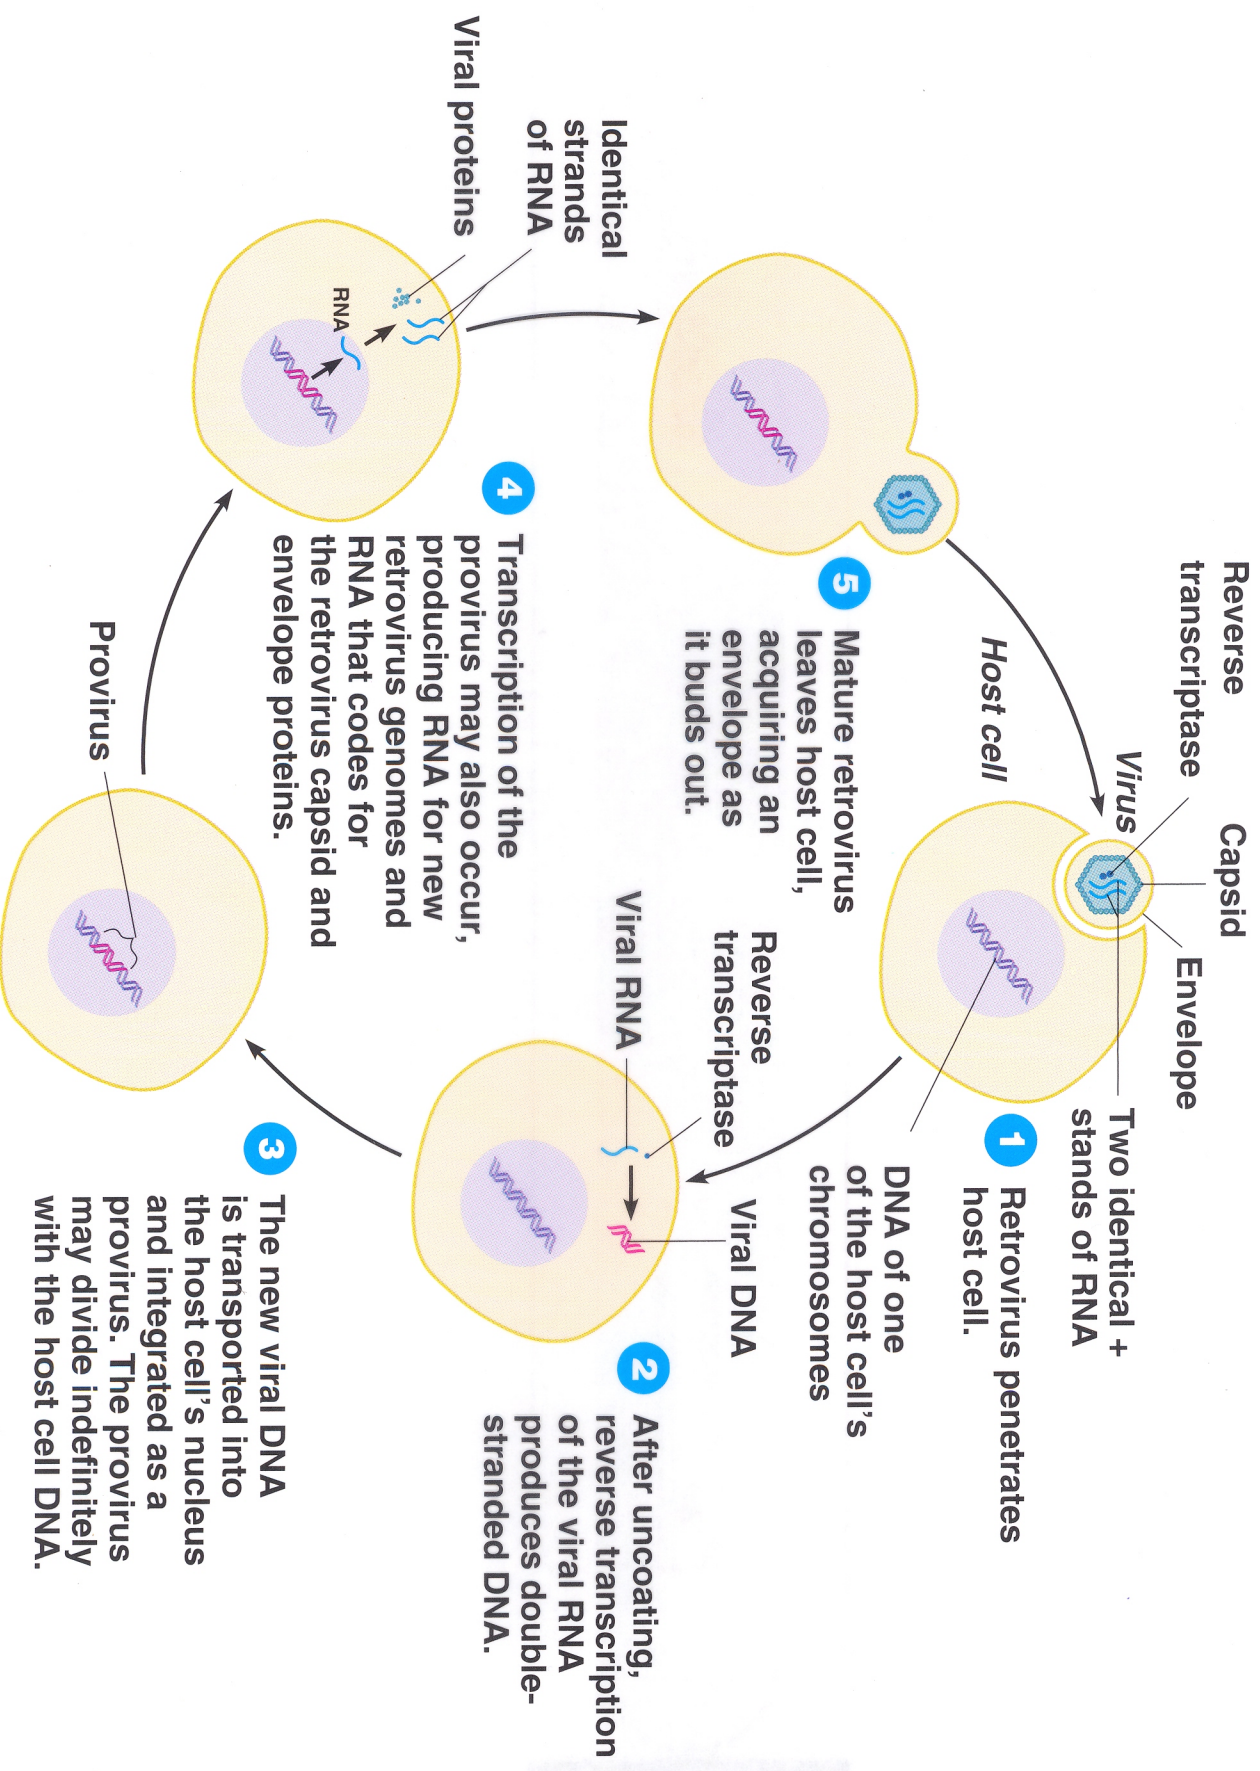 Reverse
transcriptase
Capsid
Envelope
Virus
Two identical +
stands of RNA
Host cell
1
Retrovirus penetrates
host cell.
DNA of one
of the host cell's
chromosomes
Reverse
transcriptase
Viral RNA
Viral DNA
2
After uncoating,
reverse transcription
of the viral RNA
produces double-
stranded DNA.
3
The new viral DNA
is transported into
the host cell's nucleus
and integrated as a
provirus. The provirus
may divide indefinitely
with the host cell DNA.
Provirus
4
Transcription of the
provirus may also occur,
producing RNA for new
retrovirus genomes and
RNA that codes for
the retrovirus capsid and
envelope proteins.
Identical
strands
of RNA
Viral proteins
RNA
5
Mature retrovirus
leaves host cell,
acquiring an
envelope as
it buds out.